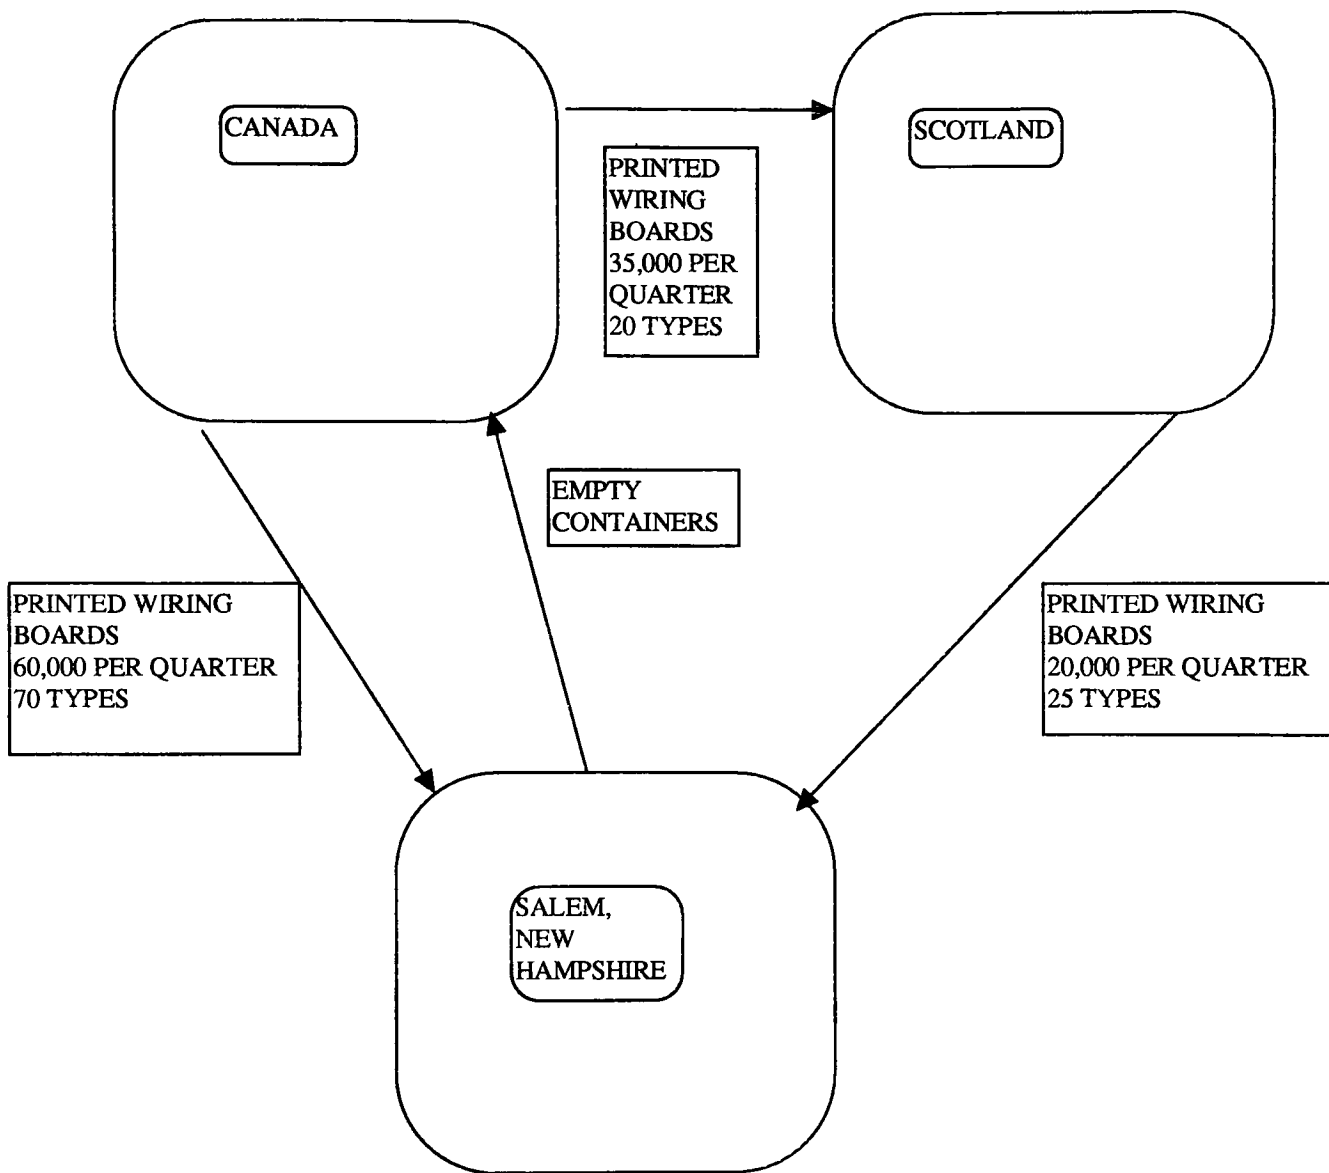 CANADA
SCOTLAND
PRINTED
WIRING
BOARDS
35,000 PER
QUARTER
20 TYPES
EMPTY
CONTAINERS
PRINTED WIRING
BOARDS
60,000 PER QUARTER
70 TYPES
PRINTED WIRING
BOARDS
20,000 PER QUARTER
25 TYPES
SALEM,
NEW
HAMPSHIRE